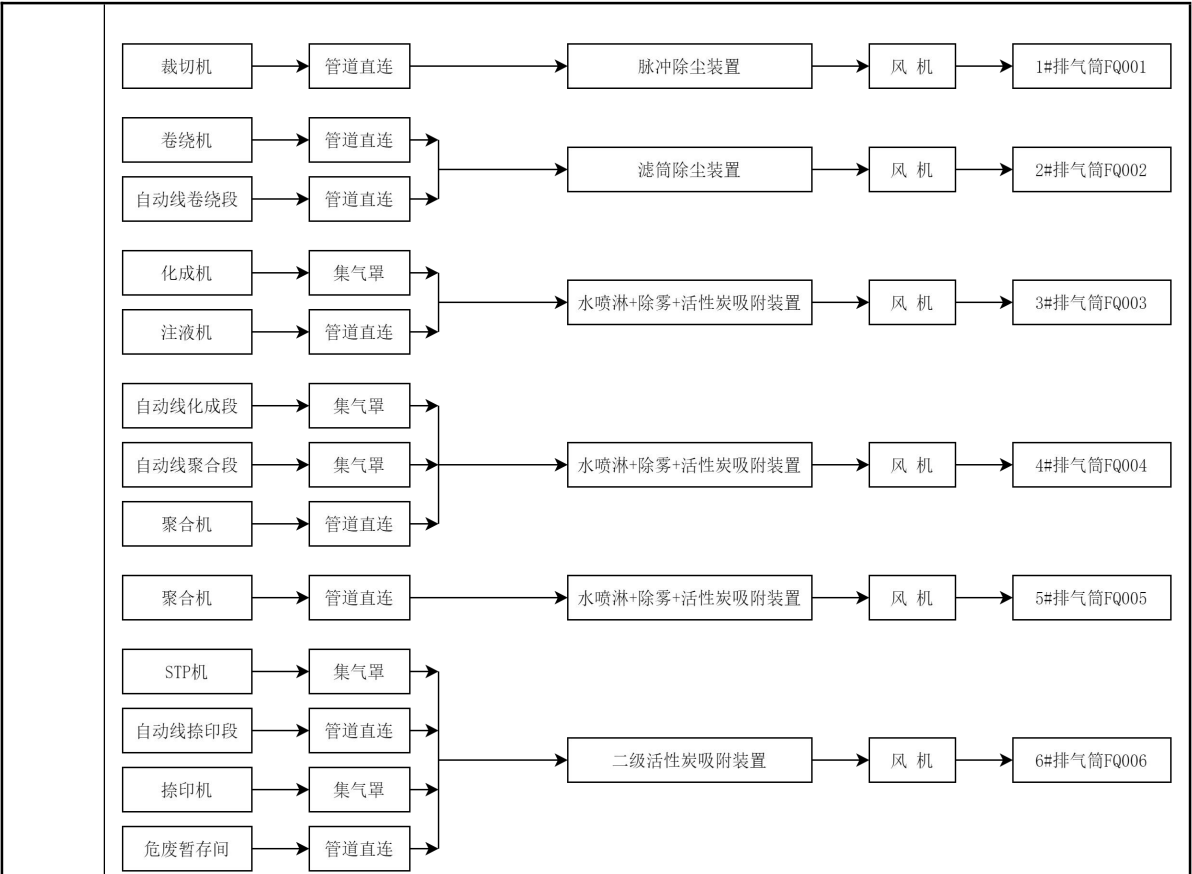 裁切机 管道直连 脉冲除尘装置 风 机 1#排气筒FQ001
卷绕机 管道直连
滤筒除尘装置 风 机 2#排气筒FQ002
自动线卷绕段 管道直连
化成机 集气罩
水喷淋+除雾+活性炭吸附装置 风 机 3#排气筒FQ003
注液机 管道直连
自动线化成段 集气罩
自动线聚合段 集气罩 水喷淋+除雾+活性炭吸附装置 风 机 4#排气筒FQ004
聚合机 管道直连
聚合机 管道直连 水喷淋+除雾+活性炭吸附装置 风 机 5#排气筒FQ005
STP机 集气罩
自动线捺印段 管道直连
二级活性炭吸附装置 风 机 6#排气筒FQ006
捺印机 集气罩
危废暂存间 管道直连